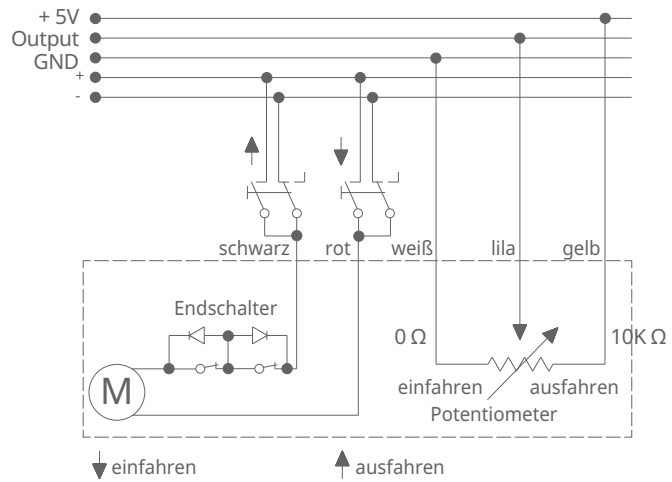 + 5V
Output
GND
+
-
schwarz rot weiß lila gelb
Endschalter
0 Ω 10K Ω
M
einfahren ausfahren
Potentiometer
einfahren ausfahren